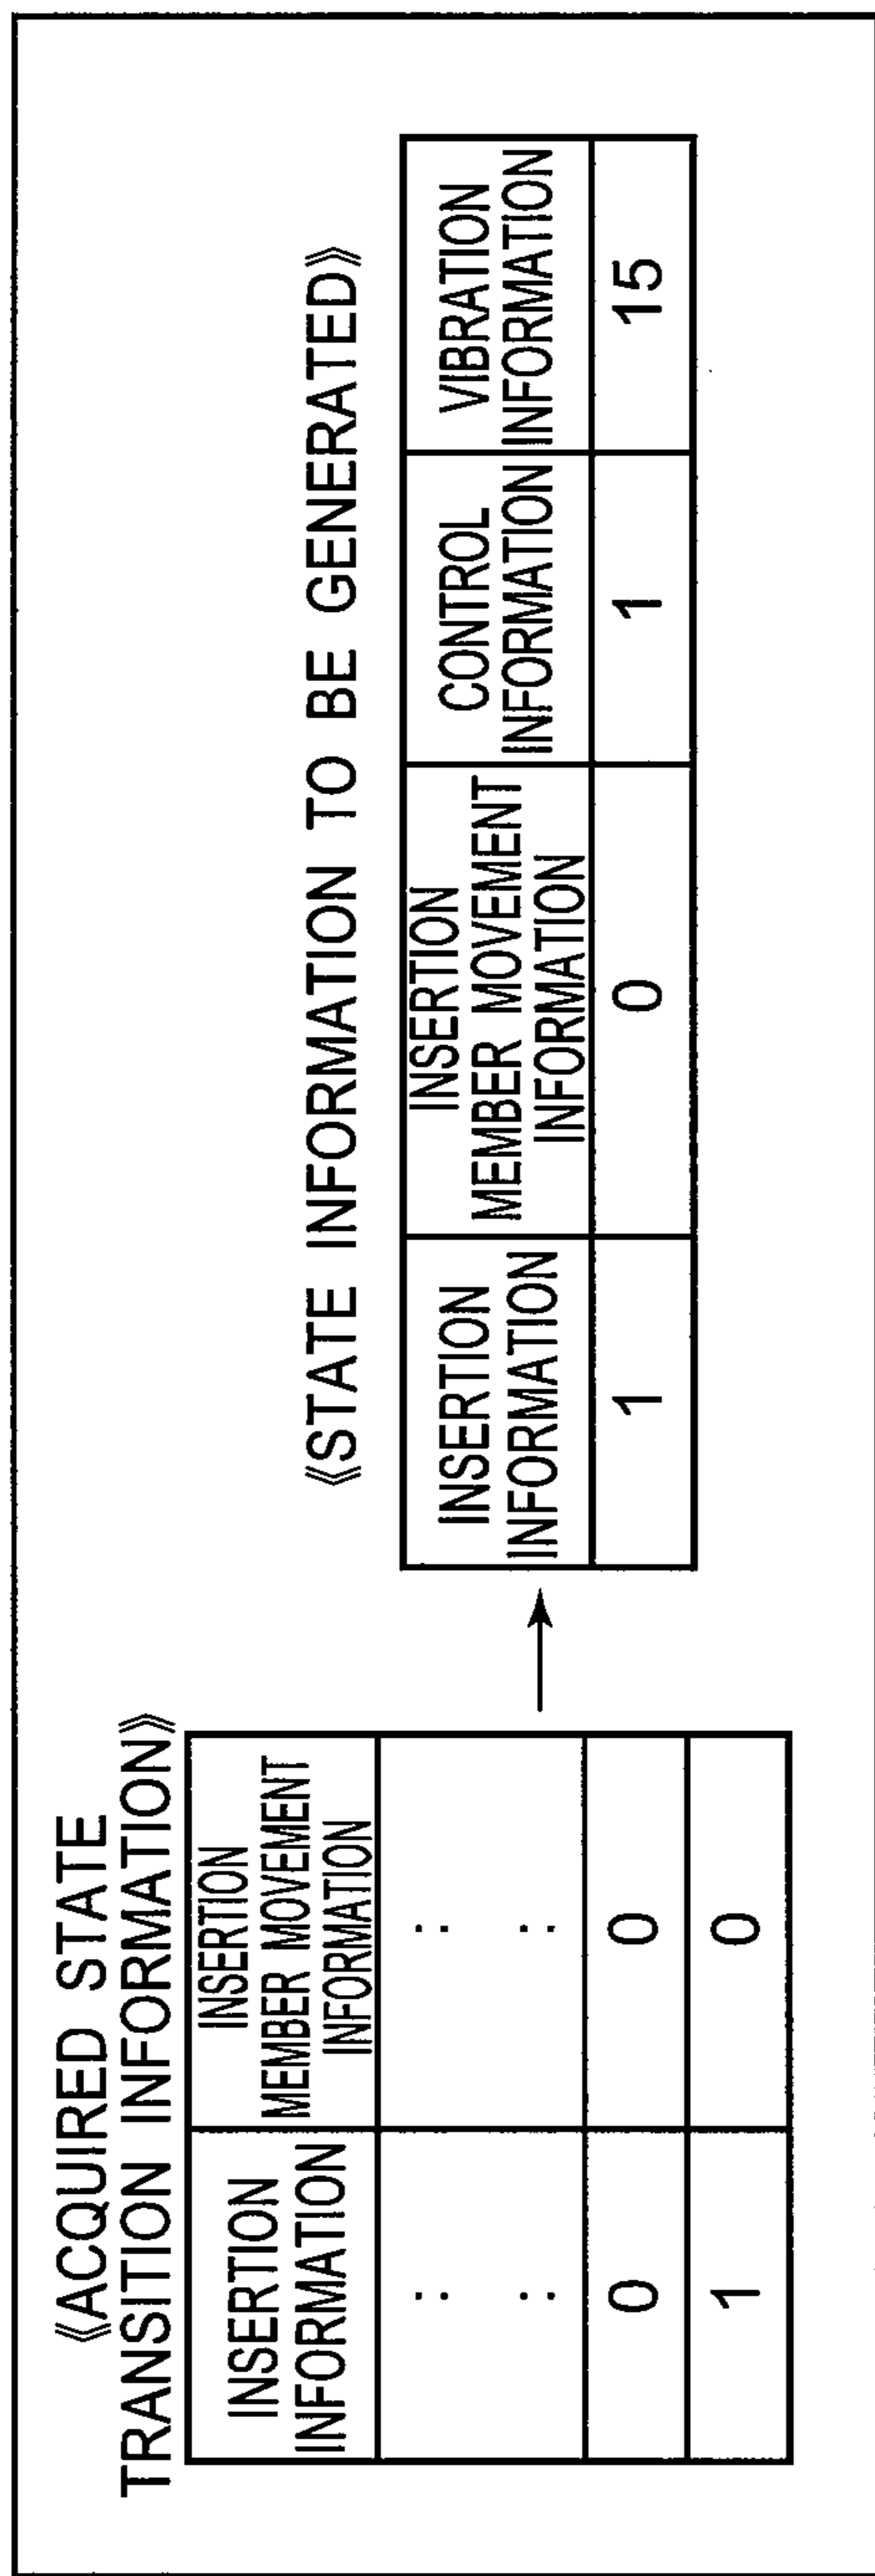 《ACQUIRED STATE
TRANSITION INFORMATION》
INSERTION
INFORMATION
INSERTION
MEMBER MOVEMENT
INFORMATION
: :
: :
0 0
1 0
《STATE INFORMATION TO BE GENERATED》
INSERTION
INFORMATION
INSERTION
MEMBER MOVEMENT
INFORMATION
CONTROL
INFORMATION
VIBRATION
INFORMATION
1 0 1 15